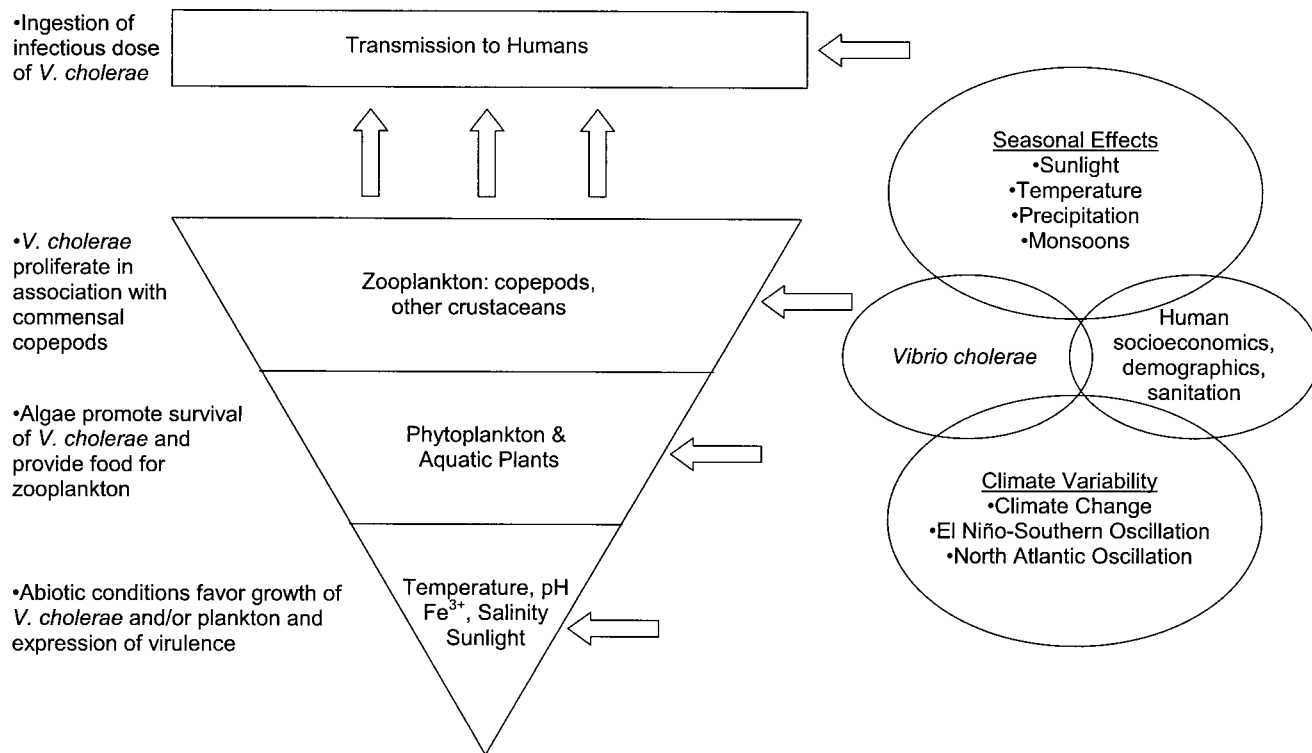 •Ingestion of
infectious dose
of V. cholerae
Transmission to Humans
•V. cholerae
proliferate in
association with
commensal
copepods
Zooplankton: copepods,
other crustaceans
•Algae promote survival
of V. cholerae and
provide food for
zooplankton
Phytoplankton &
Aquatic Plants
•Abiotic conditions favor growth of
V. cholerae and/or plankton and
expression of virulence
Temperature, pH
Fe³⁺, Salinity
Sunlight
Seasonal Effects
•Sunlight
•Temperature
•Precipitation
•Monsoons
Vibrio cholerae
Human
socioeconomics,
demographics,
sanitation
Climate Variability
•Climate Change
•El Niño-Southern Oscillation
•North Atlantic Oscillation